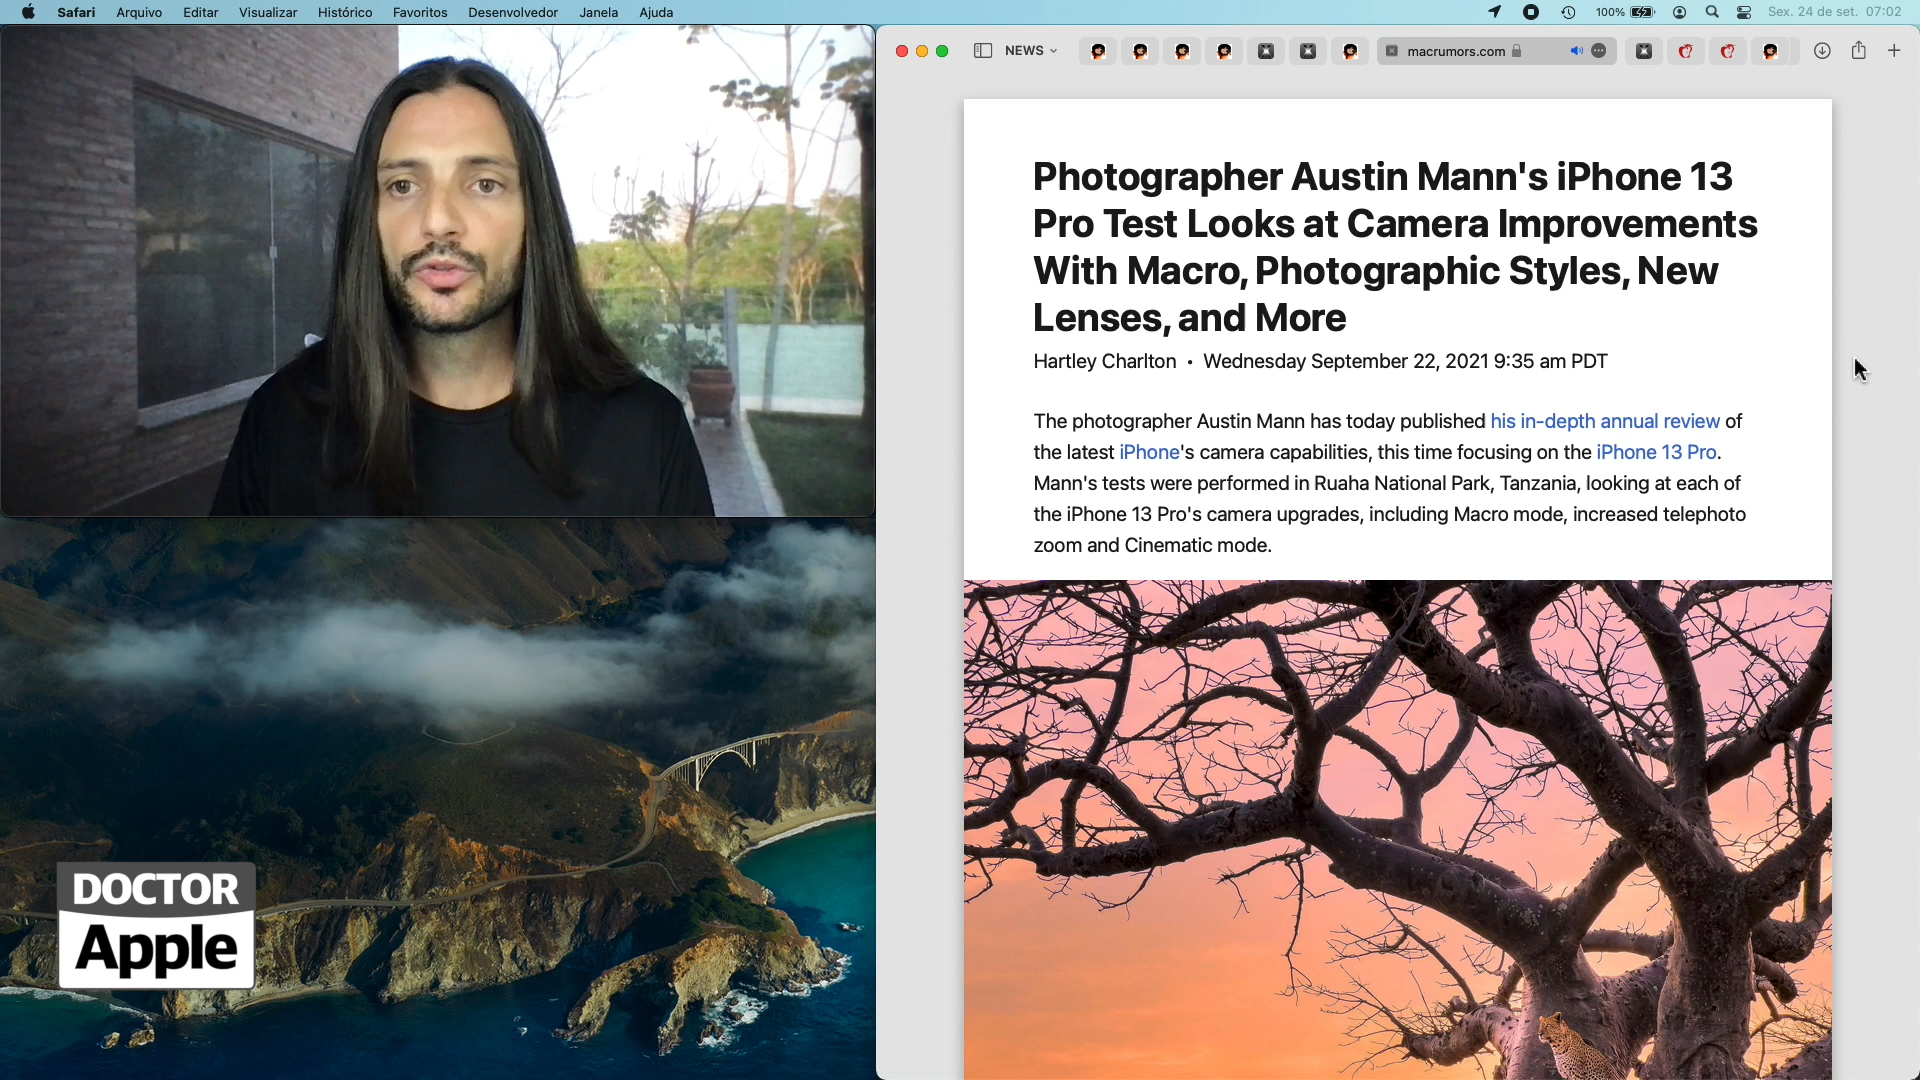 Safari Arquivo Editar Visualizar Histórico Favoritos Desenvolvedor Janela Ajuda
100% Sex. 24 de set. 07:02
NEWS
macrumors.com
Photographer Austin Mann's iPhone 13
Pro Test Looks at Camera Improvements
With Macro, Photographic Styles, New
Lenses, and More
Hartley Charlton • Wednesday September 22, 2021 9:35 am PDT
The photographer Austin Mann has today published his in-depth annual review of
the latest iPhone's camera capabilities, this time focusing on the iPhone 13 Pro.
Mann's tests were performed in Ruaha National Park, Tanzania, looking at each of
the iPhone 13 Pro's camera upgrades, including Macro mode, increased telephoto
zoom and Cinematic mode.
DOCTOR
Apple